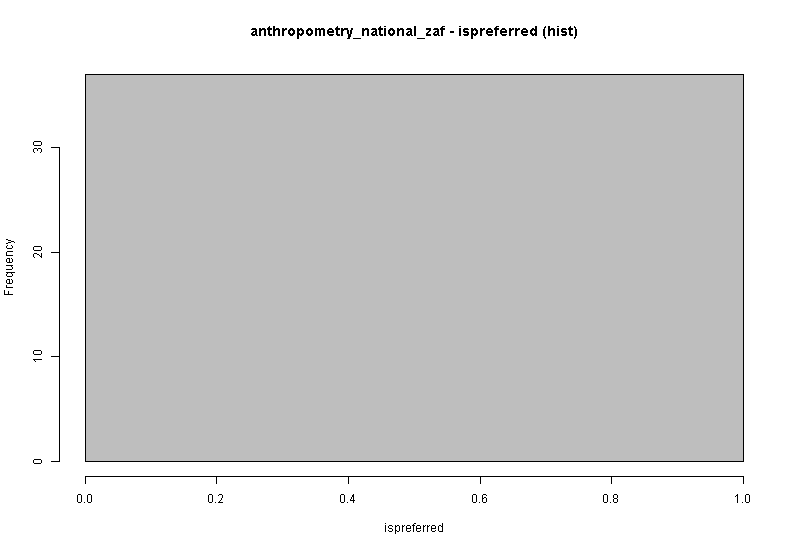 anthropometry_national_zaf - ispreferred (hist)
Frequency
30
20
10
0
0.0 0.2 0.4 0.6 0.8 1.0
ispreferred